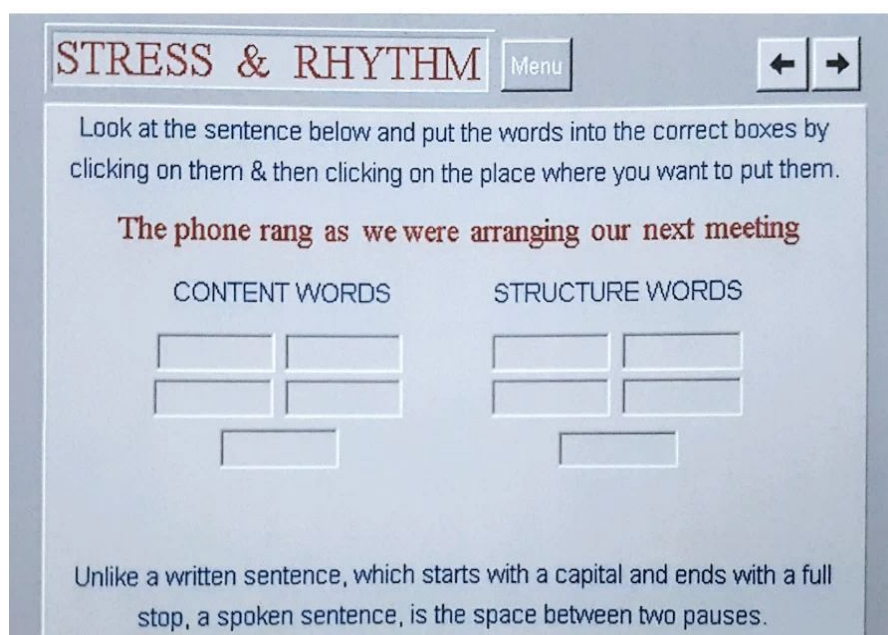 STRESS & RHYTHM Menu
Look at the sentence below and put the words into the correct boxes by
clicking on them & then clicking on the place where you want to put them.
The phone rang as we were arranging our next meeting
CONTENT WORDS STRUCTURE WORDS
Unlike a written sentence, which starts with a capital and ends with a full
stop, a spoken sentence, is the space between two pauses.